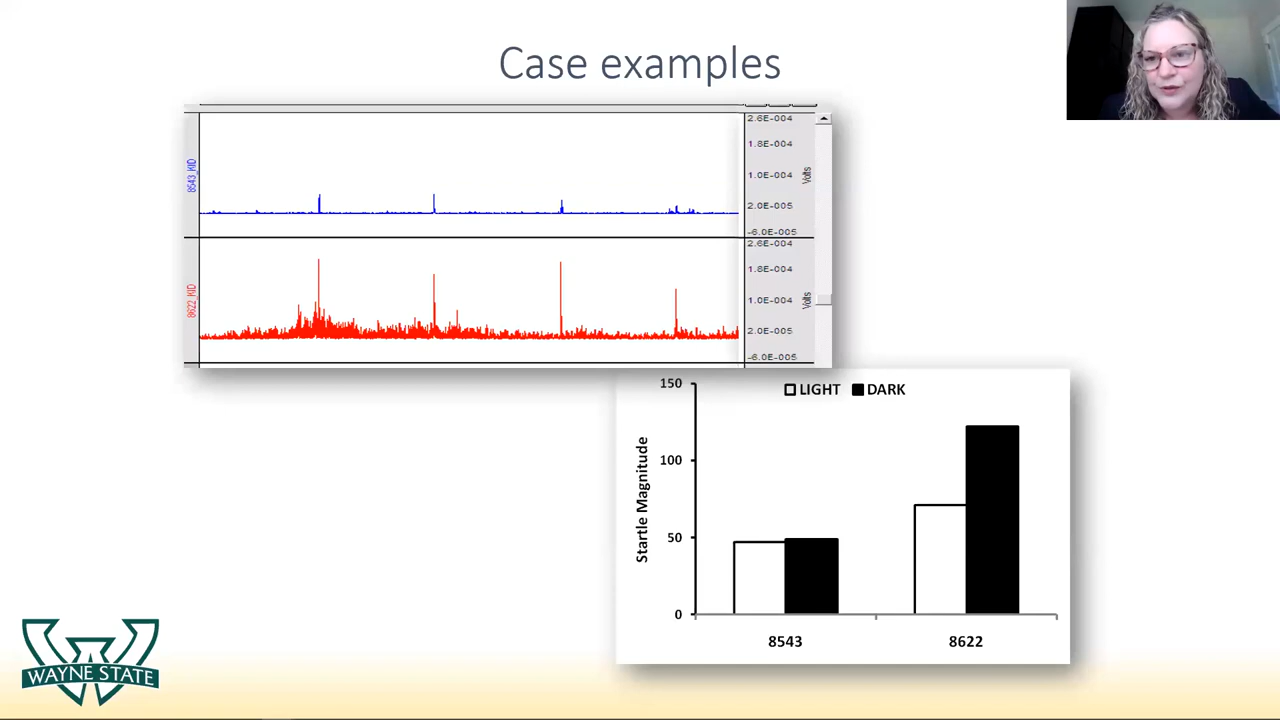 Case examples
8543_KID
2.6E-004
1.8E-004
1.0E-004
2.0E-005
-6.0E-005
Volts
8622_KID
2.6E-004
1.8E-004
1.0E-004
2.0E-005
-6.0E-005
Volts
LIGHT DARK
Startle Magnitude
150
100
50
0
8543 8622
WAYNE STATE